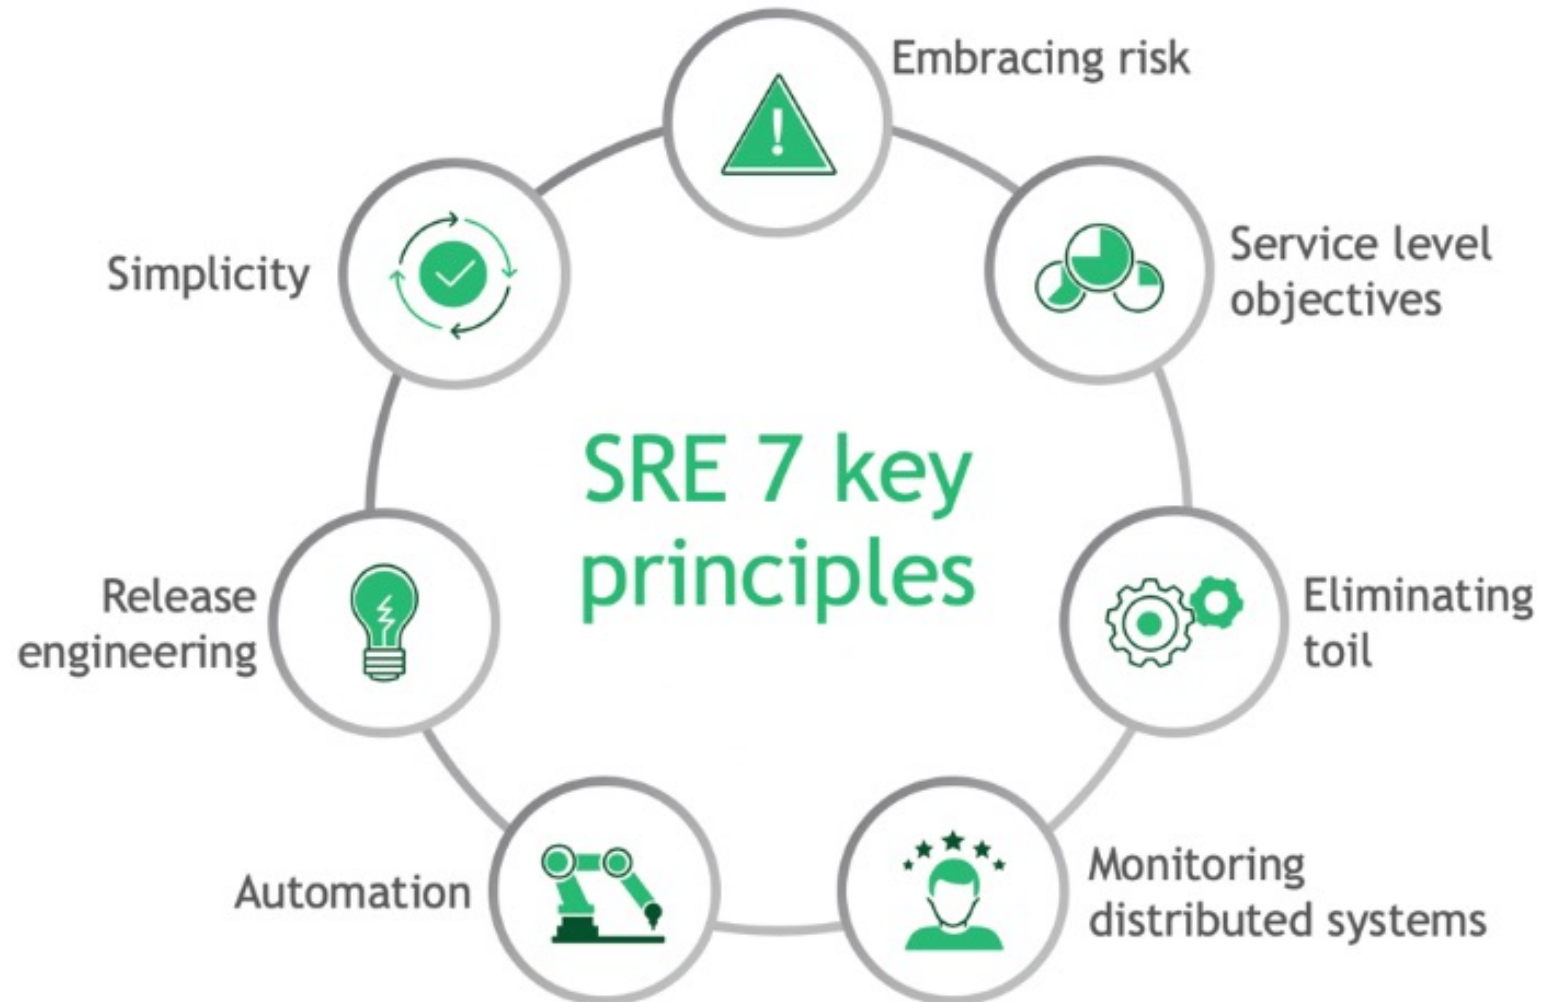 Embracing risk
Service level
objectives
Eliminating
toil
Monitoring
distributed systems
Automation
Release
engineering
Simplicity
SRE 7 key
principles